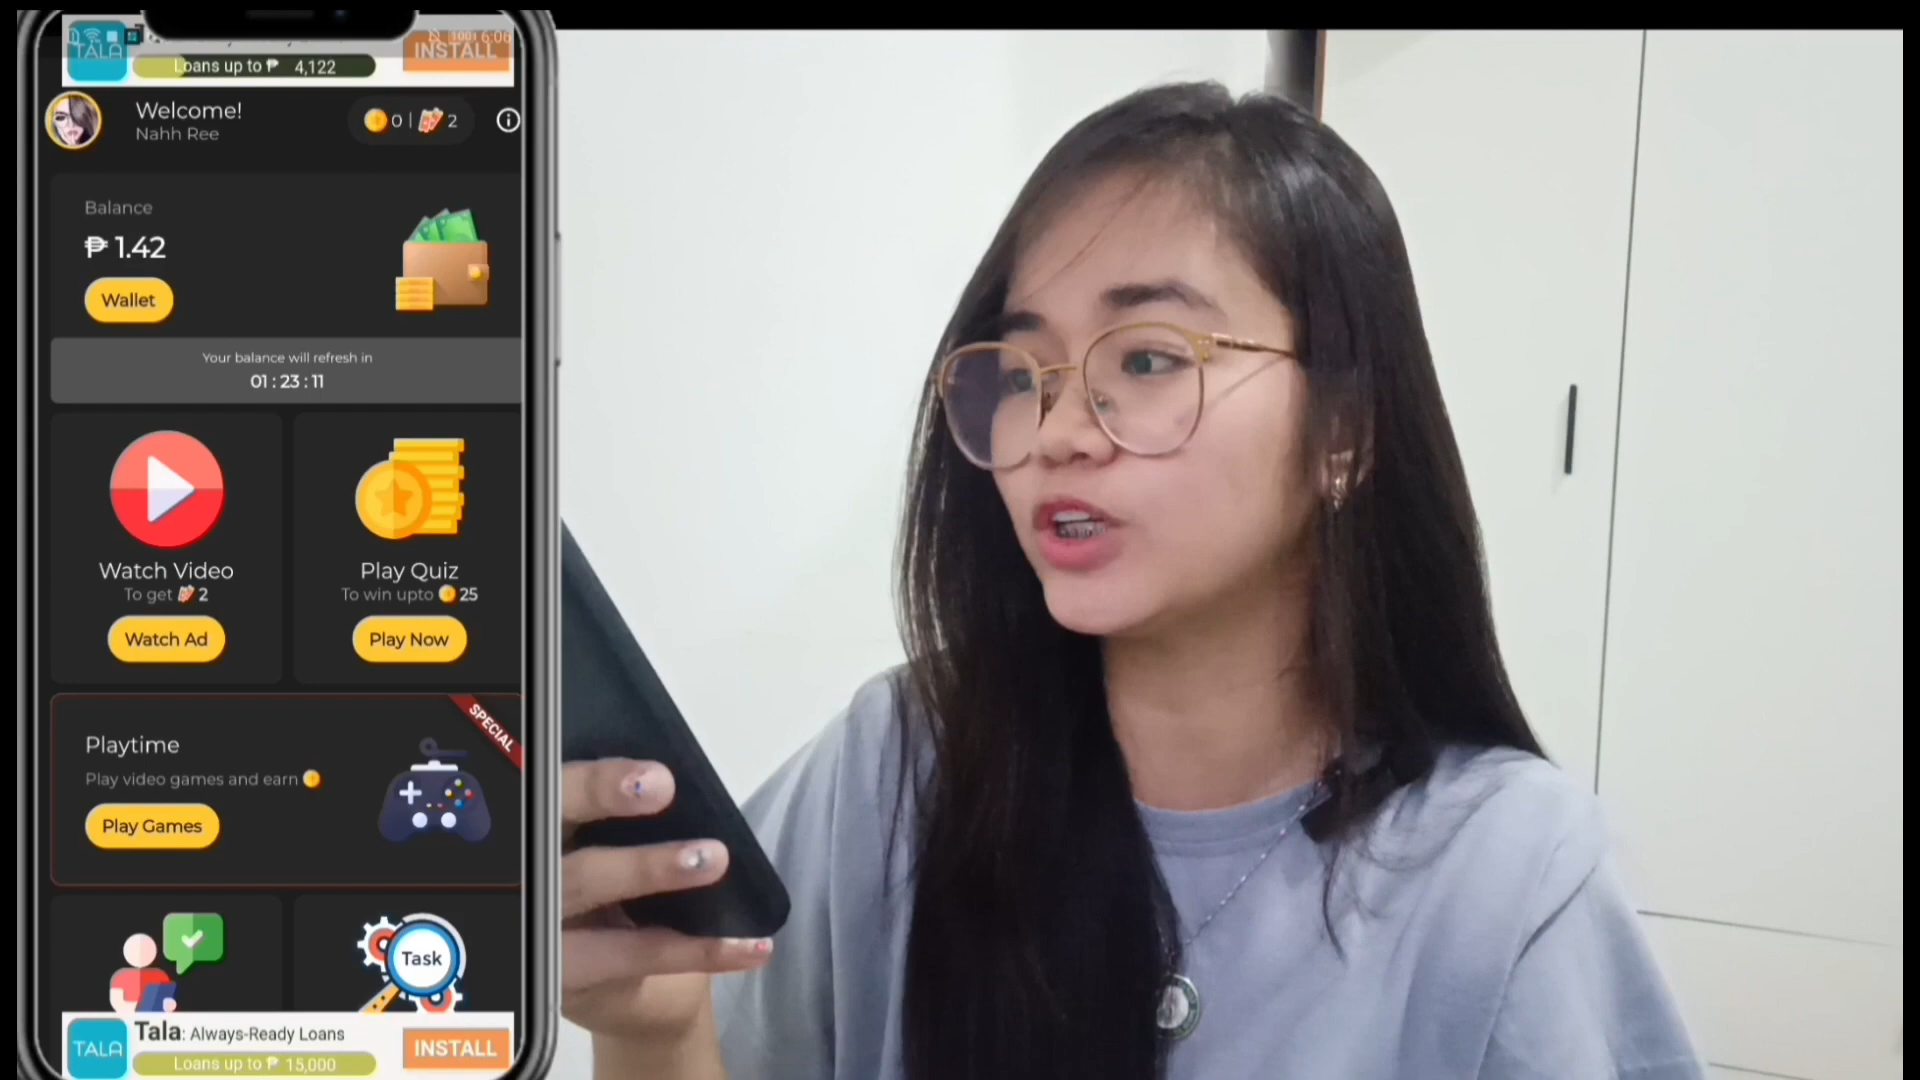 TALA
100% 6:06
INSTALL
Loans up to ₱ 4,122
Welcome!
Nahh Ree
0 | 2
Balance
₱ 1.42
Wallet
Your balance will refresh in
01 : 23 : 11
Watch Video
To get 2
Watch Ad
Play Quiz
To win upto 25
Play Now
SPECIAL
Playtime
Play video games and earn
Play Games
Task
TALA
Tala: Always-Ready Loans
Loans up to ₱ 15,000
INSTALL